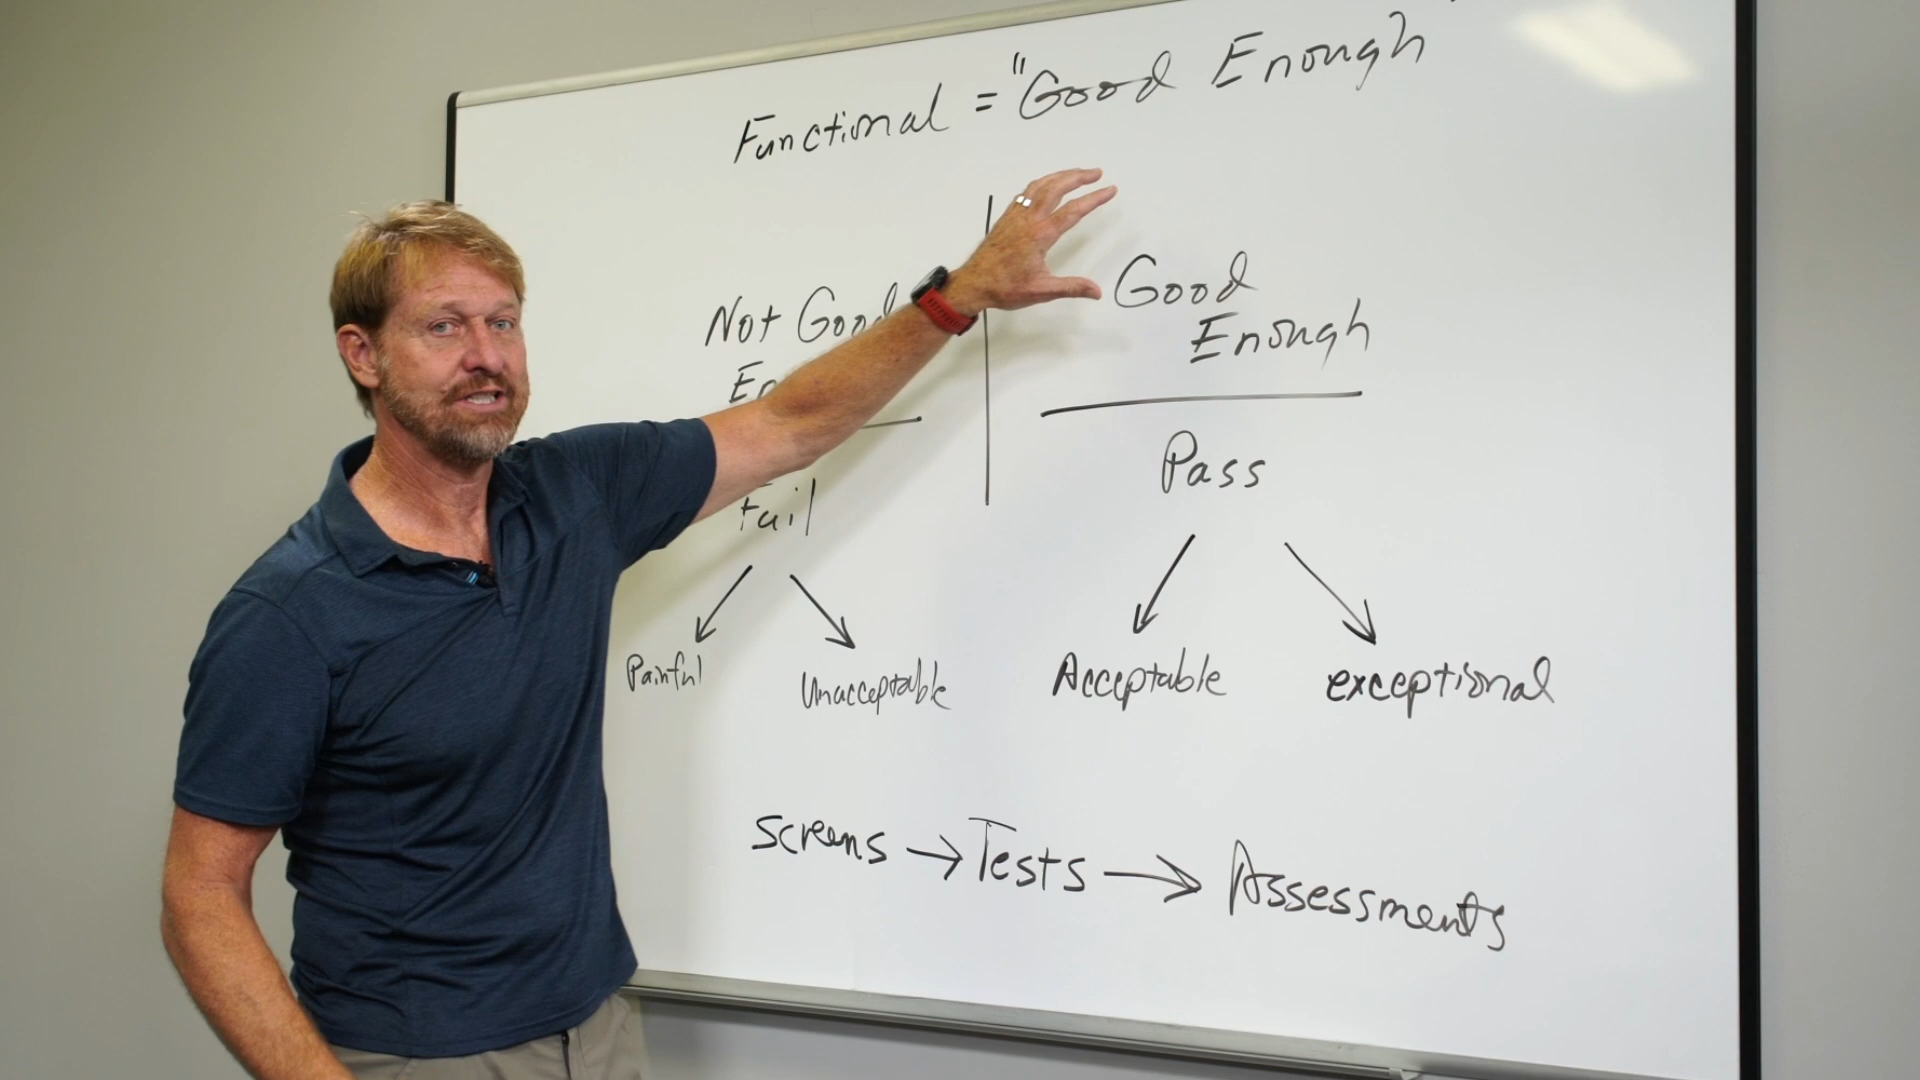 Functional = "Good Enough"
Not Good
Fail
Painful
Unacceptable
Good
Enough
Pass
Acceptable
exceptional
Screens → Tests → Assessments